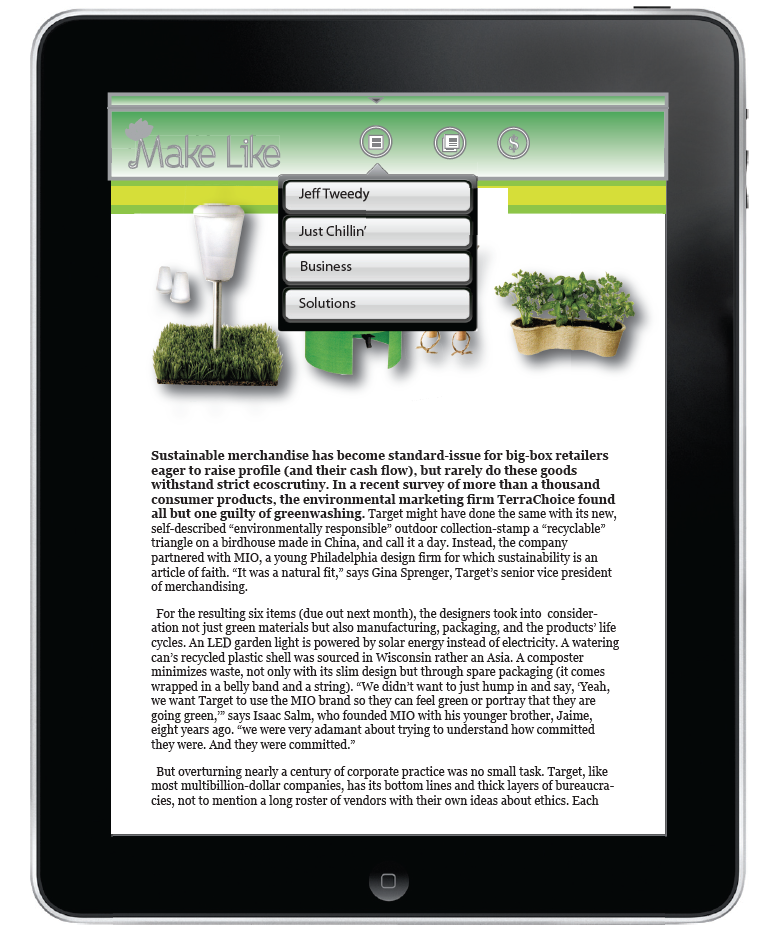 Make Like
$
Jeff Tweedy
Just Chillin’
Business
Solutions
Sustainable merchandise has become standard-issue for big-box retailers
eager to raise profile (and their cash flow), but rarely do these goods
withstand strict ecoscrutiny. In a recent survey of more than a thousand
consumer products, the environmental marketing firm TerraChoice found
all but one guilty of greenwashing. Target might have done the same with its new,
self-described “environmentally responsible” outdoor collection-stamp a “recyclable”
triangle on a birdhouse made in China, and call it a day. Instead, the company
partnered with MIO, a young Philadelphia design firm for which sustainability is an
article of faith. “It was a natural fit,” says Gina Sprenger, Target’s senior vice president
of merchandising.
For the resulting six items (due out next month), the designers took into consider-
ation not just green materials but also manufacturing, packaging, and the products’ life
cycles. An LED garden light is powered by solar energy instead of electricity. A watering
can’s recycled plastic shell was sourced in Wisconsin rather an Asia. A composter
minimizes waste, not only with its slim design but through spare packaging (it comes
wrapped in a belly band and a string). “We didn’t want to just hump in and say, ‘Yeah,
we want Target to use the MIO brand so they can feel green or portray that they are
going green,’” says Isaac Salm, who founded MIO with his younger brother, Jaime,
eight years ago. “we were very adamant about trying to understand how committed
they were. And they were committed.”
But overturning nearly a century of corporate practice was no small task. Target, like
most multibillion-dollar companies, has its bottom lines and thick layers of bureaucra-
cies, not to mention a long roster of vendors with their own ideas about ethics. Each